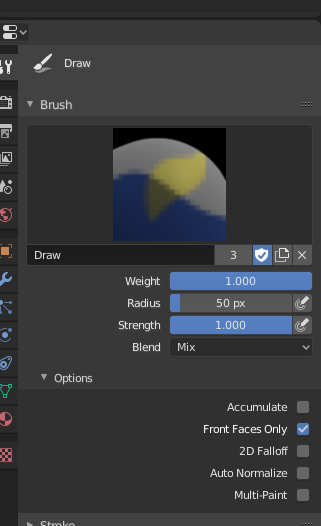 Draw
Brush
Draw 3
Weight 1.000
Radius 50 px
Strength 1.000
Blend Mix
Options
Accumulate
Front Faces Only
2D Falloff
Auto Normalize
Multi-Paint
Stroke